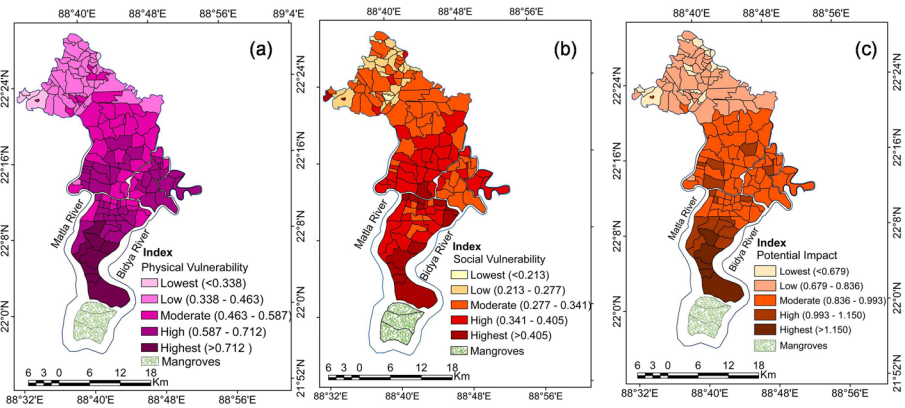 88°40'E 88°48'E 88°56'E 89°4'E
(a)
22°24'N
22°16'N
22°8'N
22°0'N
Matla River
Bidya River
Index
Physical Vulnerability
Lowest (<0.338)
Low (0.338 - 0.463)
Moderate (0.463 - 0.587)
High (0.587 - 0.712)
Highest (>0.712 )
Mangroves
6 3 0 6 12 18
Km
88°32'E 88°40'E 88°48'E 88°56'E
88°40'E 88°48'E 88°56'E
(b)
22°24'N
22°16'N
22°8'N
22°0'N
21°52'N
Matla River
Bidya River
Index
Social Vulnerability
Lowest (<0.213)
Low (0.213 - 0.277)
Moderate (0.277 - 0.341)
High (0.341 - 0.405)
Highest (>0.405)
Mangroves
6 3 0 6 12 18
Km
88°32'E 88°40'E 88°48'E 88°56'E
88°40'E 88°48'E 88°56'E
(c)
22°24'N
22°16'N
22°8'N
22°0'N
21°52'N
Matla River
Bidya River
Index
Potential Impact
Lowest (<0.679)
Low (0.679 - 0.836)
Moderate (0.836 - 0.993)
High (0.993 - 1.150)
Highest (>1.150)
Mangroves
6 3 0 6 12 18
Km
88°32'E 88°40'E 88°48'E 88°56'E